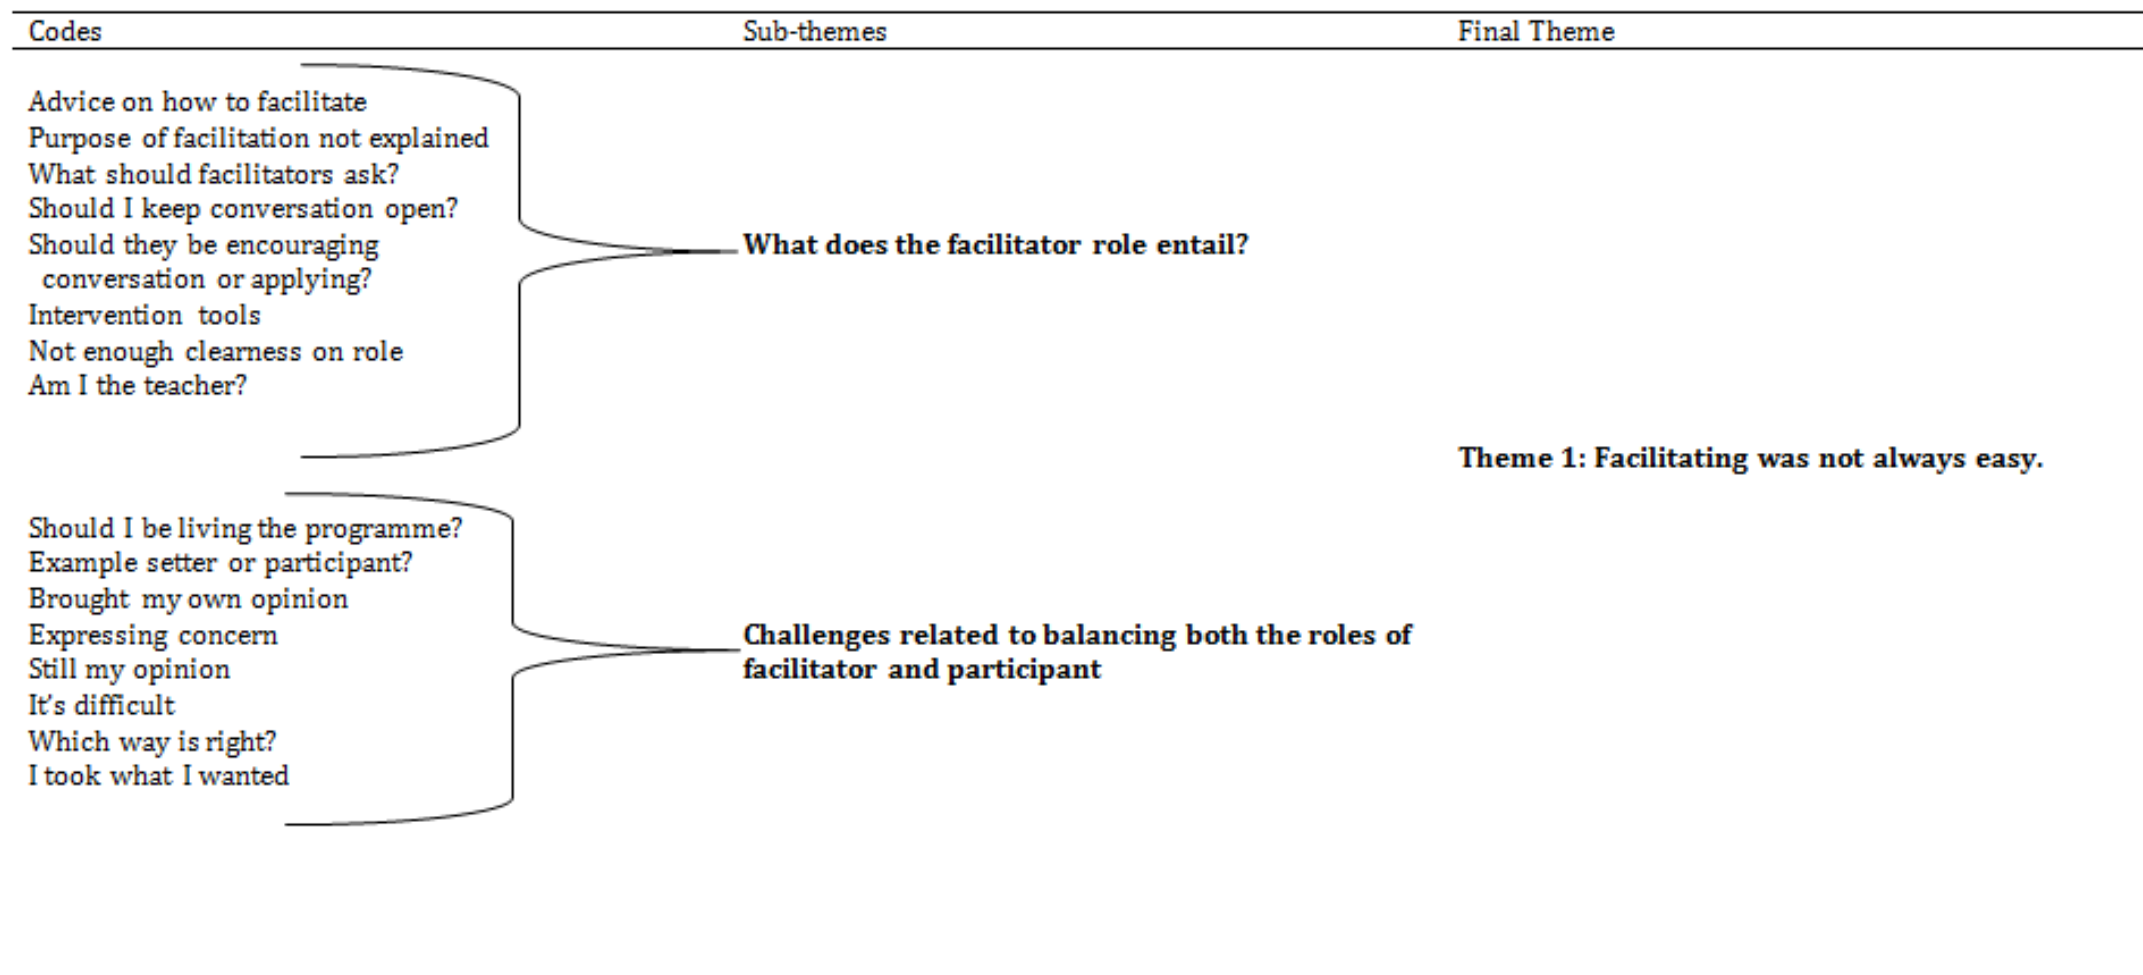 Codes Sub-themes Final Theme
Advice on how to facilitate
Purpose of facilitation not explained
What should facilitators ask?
Should I keep conversation open?
Should they be encouraging
conversation or applying?
Intervention tools
Not enough clearness on role
Am I the teacher?
What does the facilitator role entail?
Should I be living the programme?
Example setter or participant?
Brought my own opinion
Expressing concern
Still my opinion
It's difficult
Which way is right?
I took what I wanted
Challenges related to balancing both the roles of
facilitator and participant
Theme 1: Facilitating was not always easy.